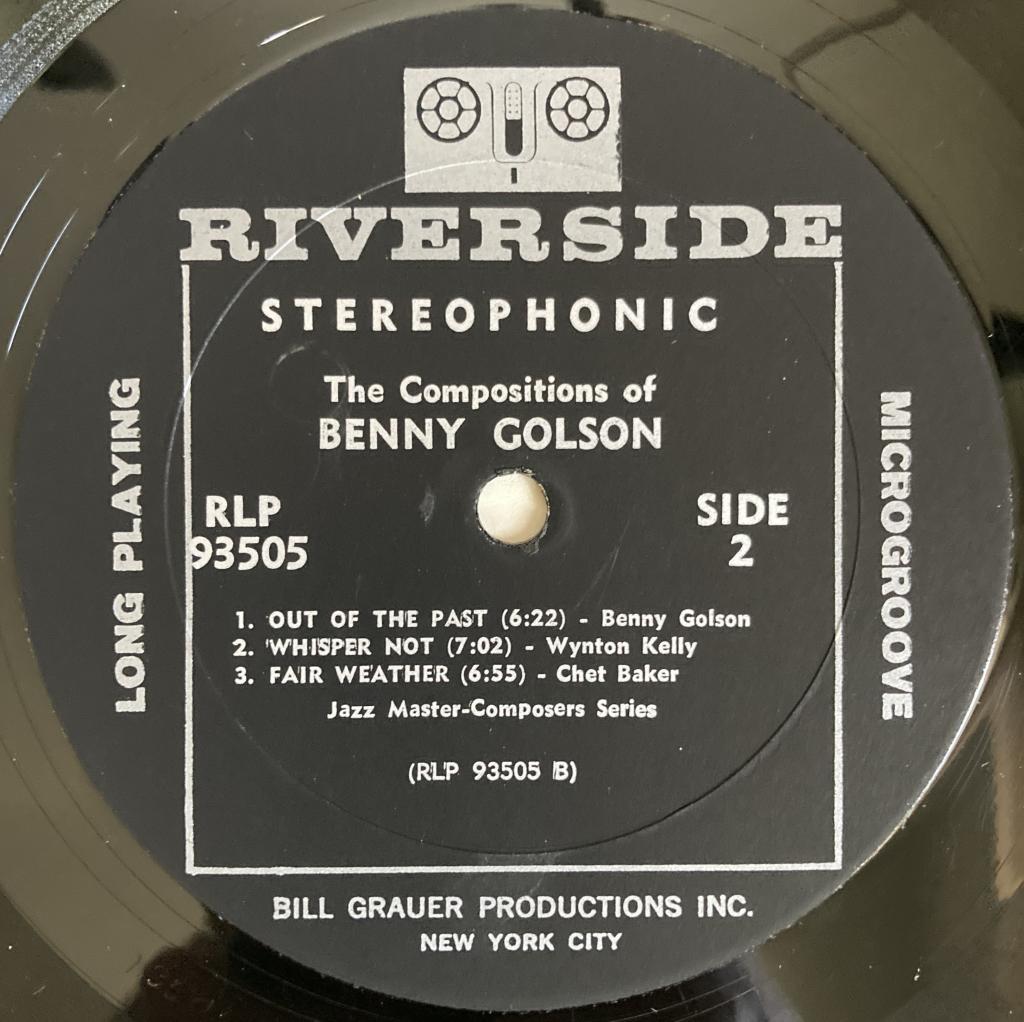 RIVERSIDE
STEREOPHONIC
The Compositions of
BENNY GOLSON
LONG PLAYING
MICROGROOVE
RLP
93505
SIDE
2
1. OUT OF THE PAST (6:22) - Benny Golson
2. WHISPER NOT (7:02) - Wynton Kelly
3. FAIR WEATHER (6:55) - Chet Baker
Jazz Master-Composers Series
(RLP 93505 B)
BILL GRAUER PRODUCTIONS INC.
NEW YORK CITY